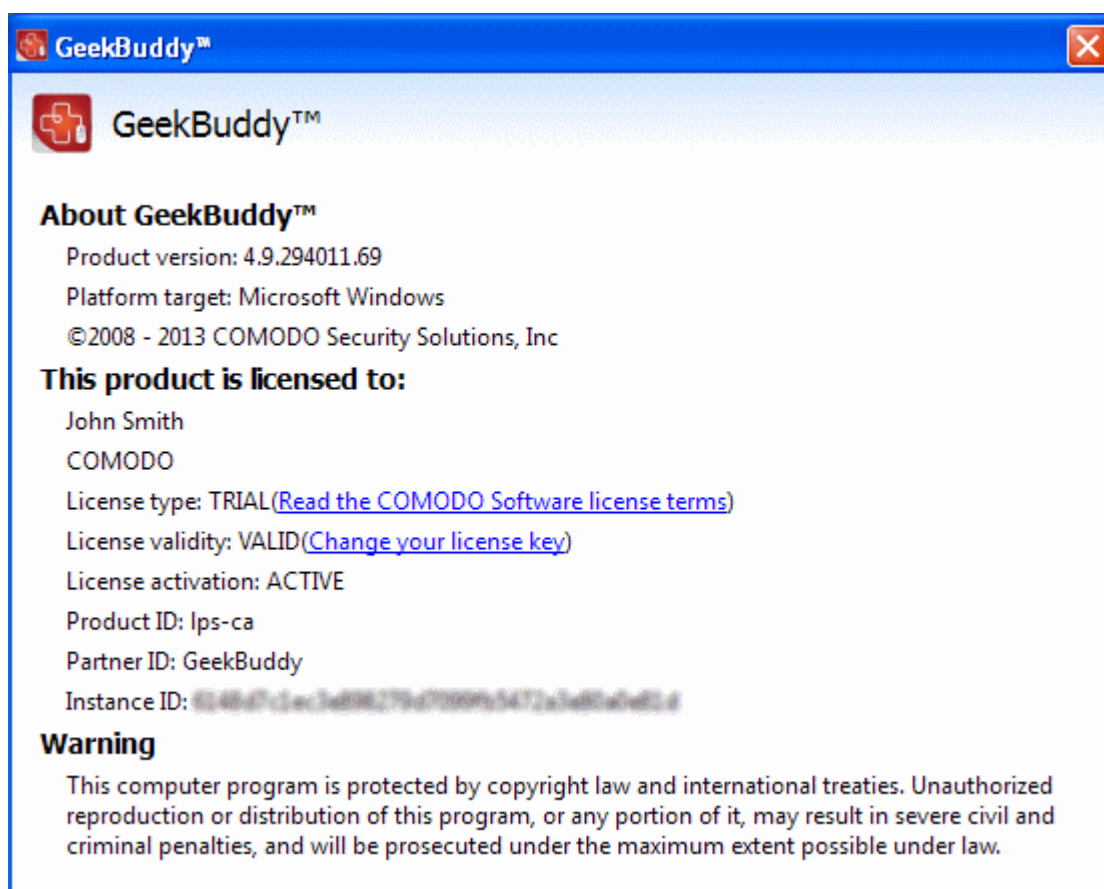 GeekBuddy™
GeekBuddy™
About GeekBuddy™
Product version: 4.9.294011.69
Platform target: Microsoft Windows
©2008 - 2013 COMODO Security Solutions, Inc
This product is licensed to:
John Smith
COMODO
License type: TRIAL(Read the COMODO Software license terms)
License validity: VALID(Change your license key)
License activation: ACTIVE
Product ID: lps-ca
Partner ID: GeekBuddy
Instance ID:
Warning
This computer program is protected by copyright law and international treaties. Unauthorized
reproduction or distribution of this program, or any portion of it, may result in severe civil and
criminal penalties, and will be prosecuted under the maximum extent possible under law.